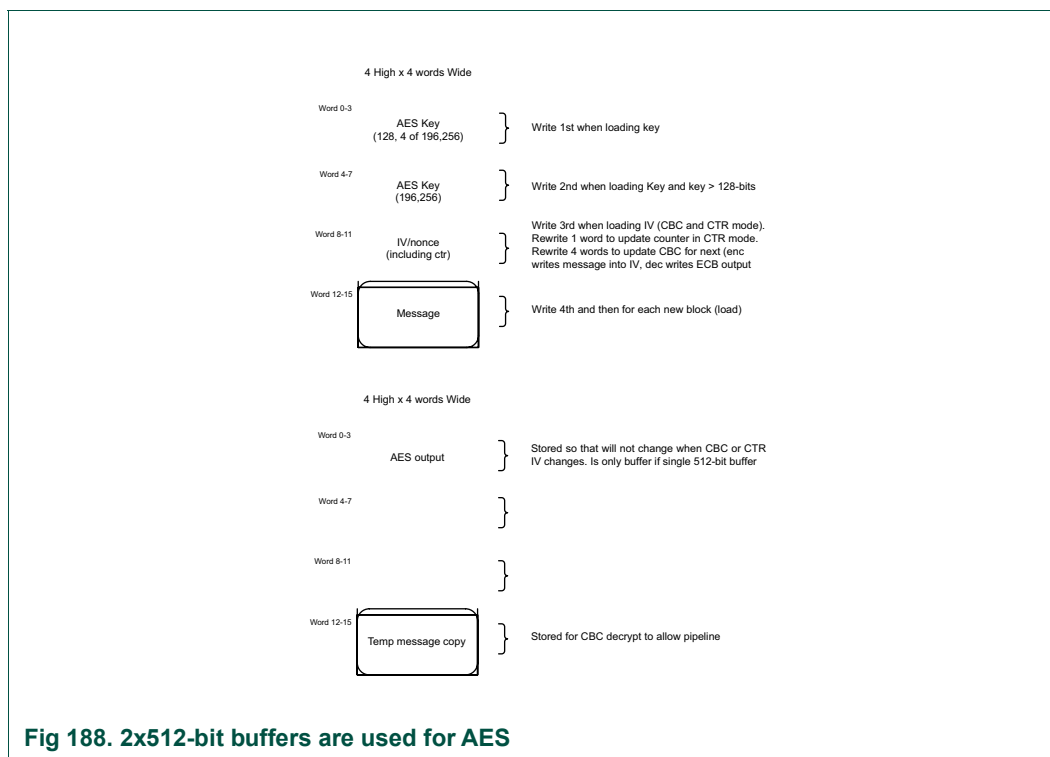 4 High x 4 words Wide
Word 0-3
AES Key
(128, 4 of 196,256)
Write 1st when loading key
Word 4-7
AES Key
(196,256)
Write 2nd when loading Key and key > 128-bits
Word 8-11
IV/nonce
(including ctr)
Write 3rd when loading IV (CBC and CTR mode).
Rewrite 1 word to update counter in CTR mode.
Rewrite 4 words to update CBC for next (enc
writes message into IV, dec writes ECB output
Word 12-15
Message
Write 4th and then for each new block (load)
4 High x 4 words Wide
Word 0-3
AES output
Stored so that will not change when CBC or CTR
IV changes. Is only buffer if single 512-bit buffer
Word 4-7
Word 8-11
Word 12-15
Temp message copy
Stored for CBC decrypt to allow pipeline
Fig 188. 2x512-bit buffers are used for AES